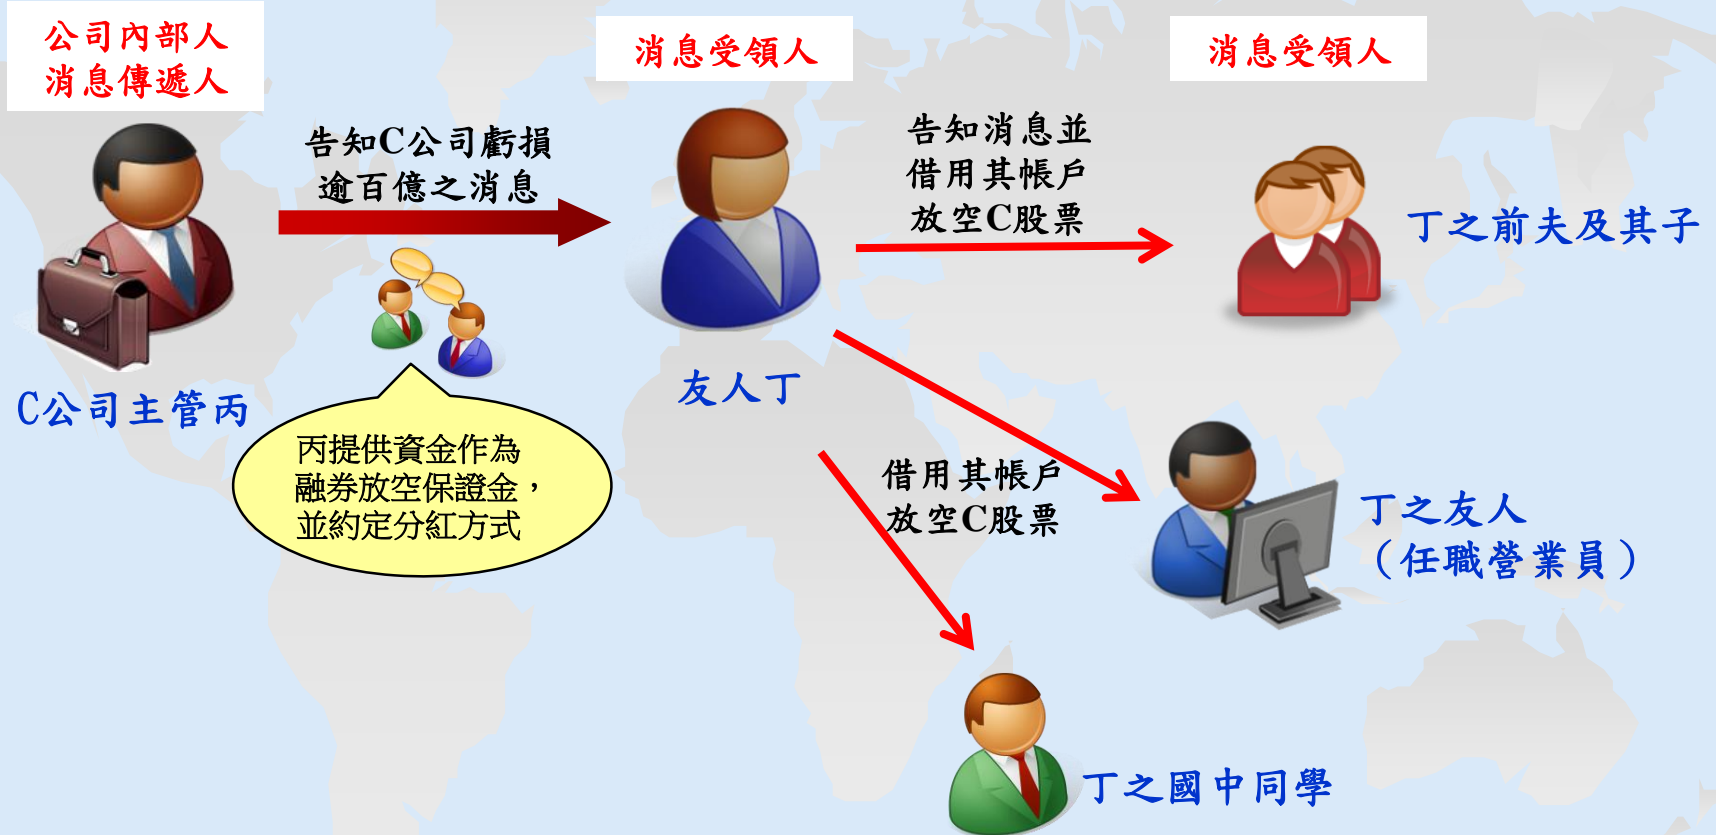 公司內部人
消息傳遞人
消息受領人
消息受領人
告知C公司虧損
逾百億之消息
告知消息並
借用其帳戶
放空C股票
丁之前夫及其子
C公司主管丙
友人丁
丙提供資金作為
融券放空保證金，
並約定分紅方式
借用其帳戶
放空C股票
丁之友人
（任職營業員）
丁之國中同學